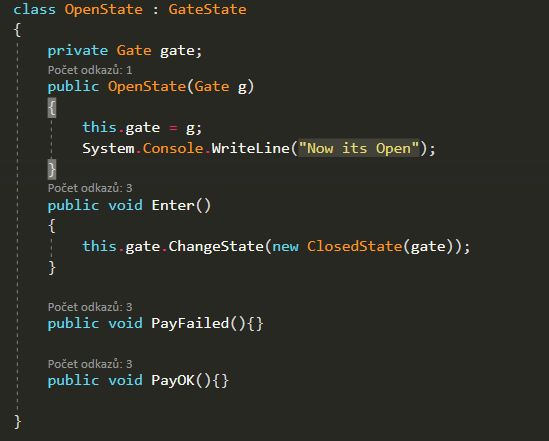 class OpenState : GateState
{
private Gate gate;
Počet odkazů: 1
public OpenState(Gate g)
{
this.gate = g;
System.Console.WriteLine("Now its Open");
}
Počet odkazů: 3
public void Enter()
{
this.gate.ChangeState(new ClosedState(gate));
}
Počet odkazů: 3
public void PayFailed(){}
Počet odkazů: 3
public void PayOK(){}
}